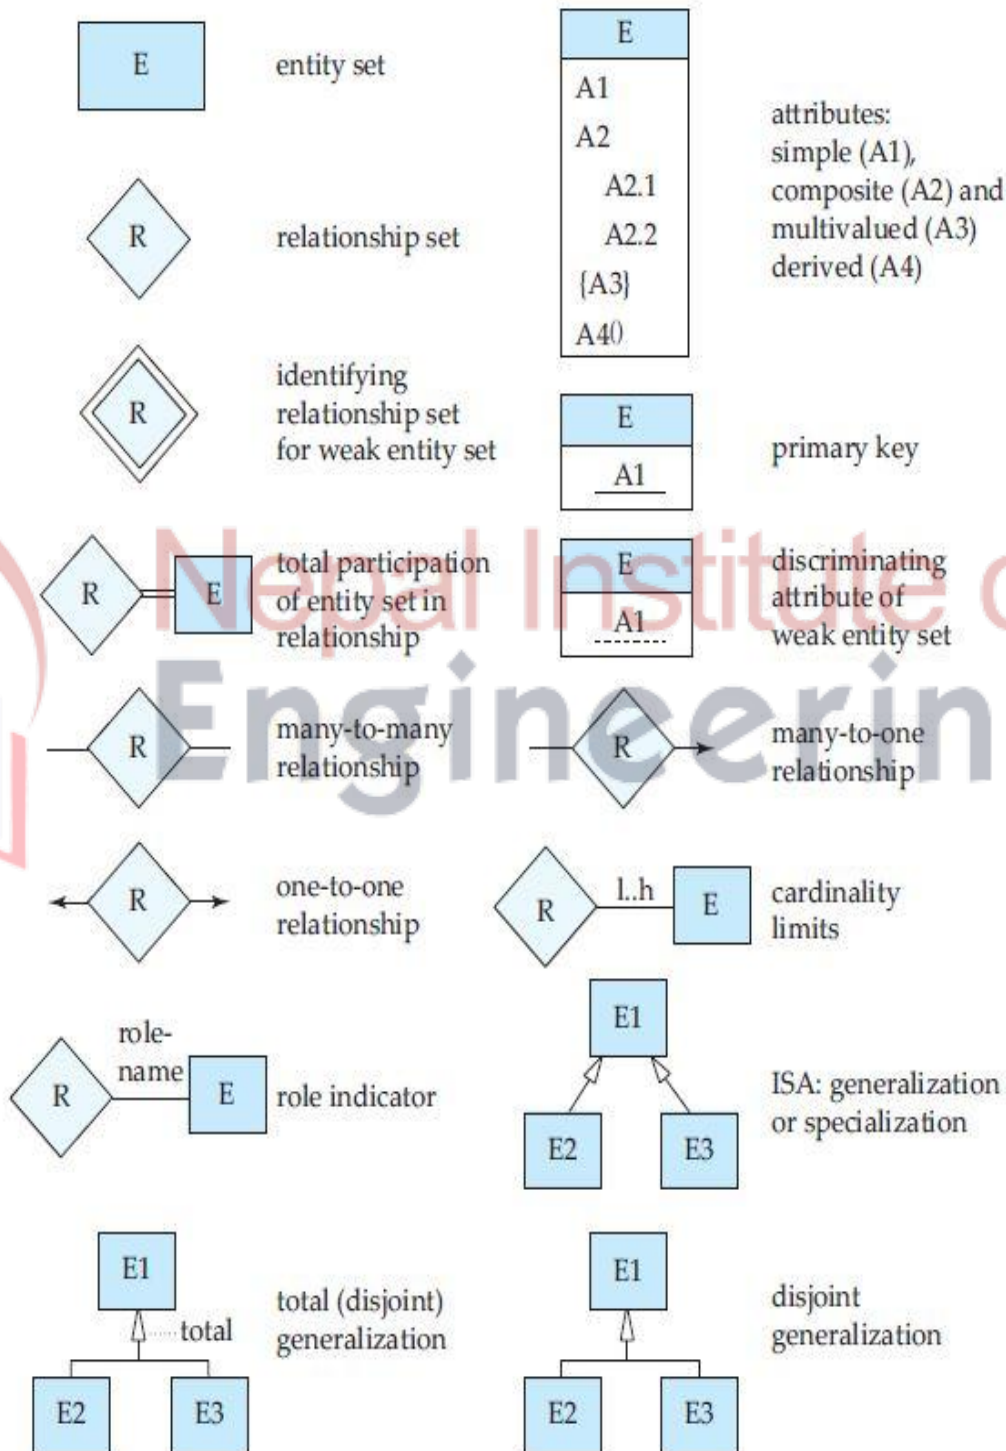 E
entity set
E
A1
A2
A2.1
A2.2
{A3}
A4()
attributes:
simple (A1),
composite (A2) and
multivalued (A3)
derived (A4)
R
relationship set
R
identifying
relationship set
for weak entity set
E
A1
primary key
R
E
total participation
of entity set in
relationship
E
A1
discriminating
attribute of
weak entity set
Nepal Institute
Engineerin
R
many-to-many
relationship
R
many-to-one
relationship
R
one-to-one
relationship
R
l..h
E
cardinality
limits
R
role-
name
E
role indicator
E1
E2
E3
ISA: generalization
or specialization
E1
total
E2
E3
total (disjoint)
generalization
E1
E2
E3
disjoint
generalization